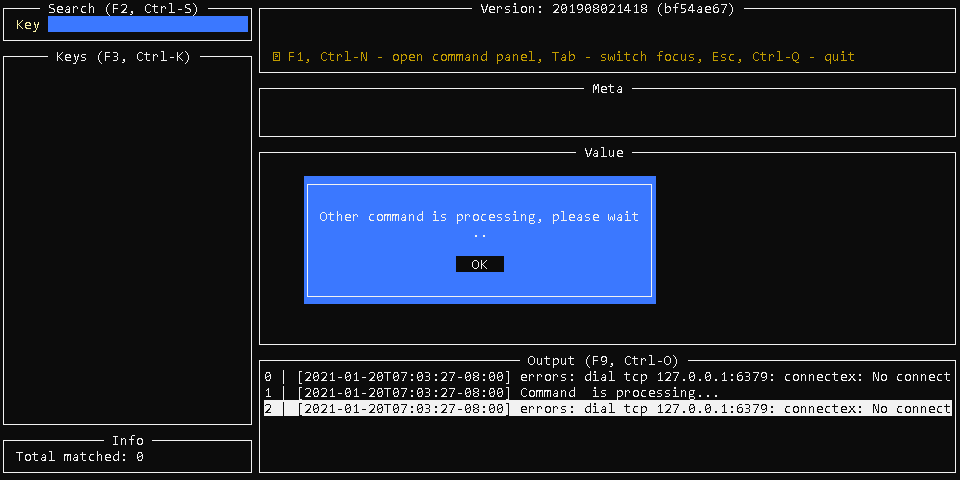 Search (F2, Ctrl-S)
Key
Keys (F3, Ctrl-K)
Info
Total matched: 0
Version: 201908021418 (bf54ae67)
F1, Ctrl-N - open command panel, Tab - switch focus, Esc, Ctrl-Q - quit
Meta
Value
Other command is processing, please wait
..
OK
Output (F9, Ctrl-O)
0 | [2021-01-20T07:03:27-08:00] errors: dial tcp 127.0.0.1:6379: connectex: No connect
1 | [2021-01-20T07:03:27-08:00] Command  is processing...
2 | [2021-01-20T07:03:27-08:00] errors: dial tcp 127.0.0.1:6379: connectex: No connect